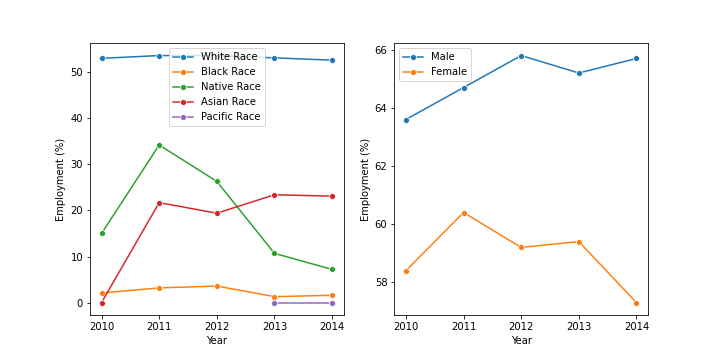 White Race
Black Race
Native Race
Asian Race
Pacific Race
50
40
30
20
10
0
Employment (%)
2010 2011 2012 2013 2014
Year
Male
Female
66
64
62
60
58
Employment (%)
2010 2011 2012 2013 2014
Year